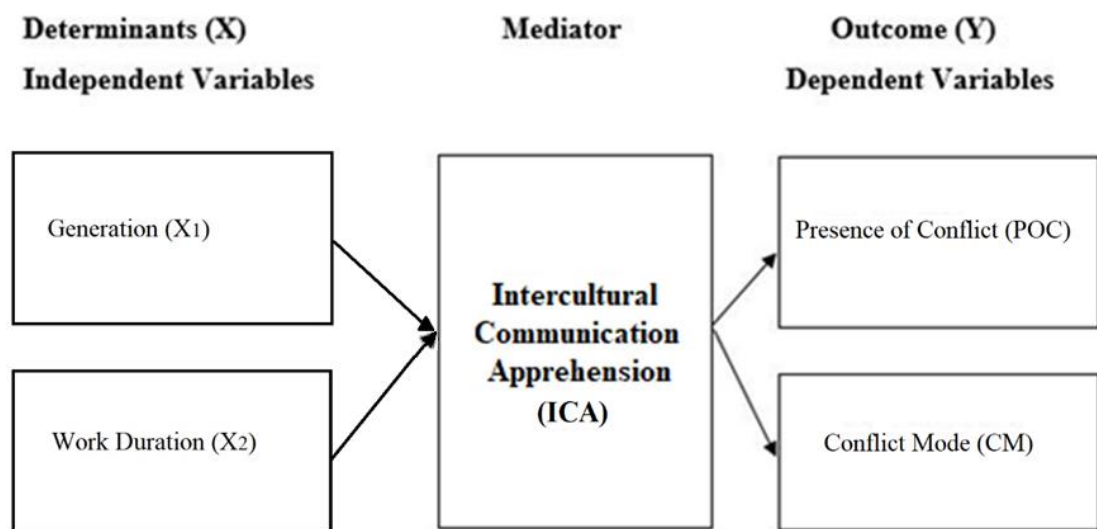 Determinants (X)
Independent Variables
Mediator
Outcome (Y)
Dependent Variables
Generation (X1)
Work Duration (X2)
Intercultural
Communication
Apprehension
(ICA)
Presence of Conflict (POC)
Conflict Mode (CM)